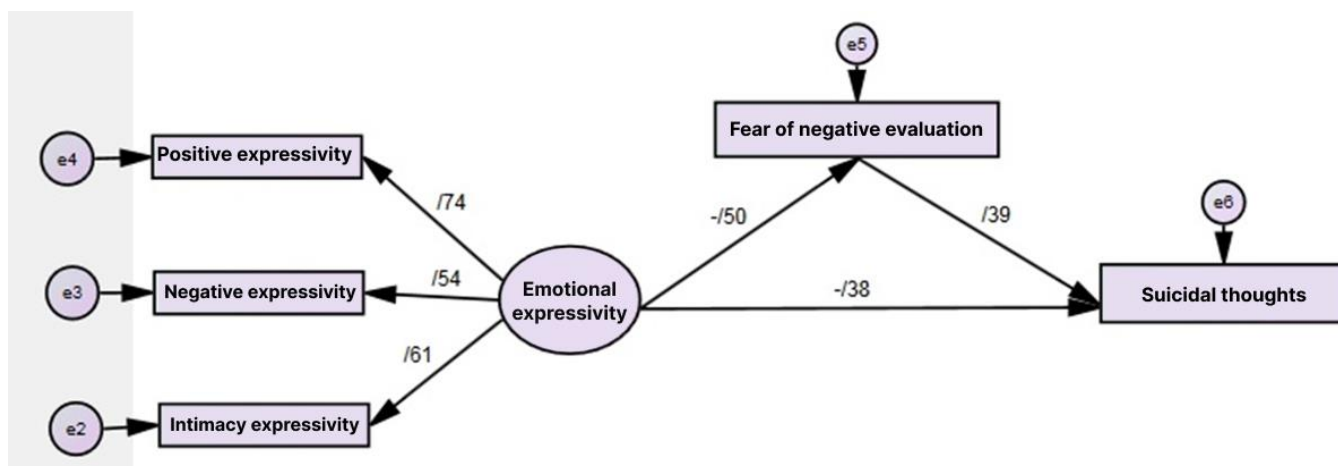 e5
Fear of negative evaluation
e4
Positive expressivity
/74
-/50
/39
e6
e3
Negative expressivity
/54
Emotional
expressivity
-/38
Suicidal thoughts
/61
e2
Intimacy expressivity